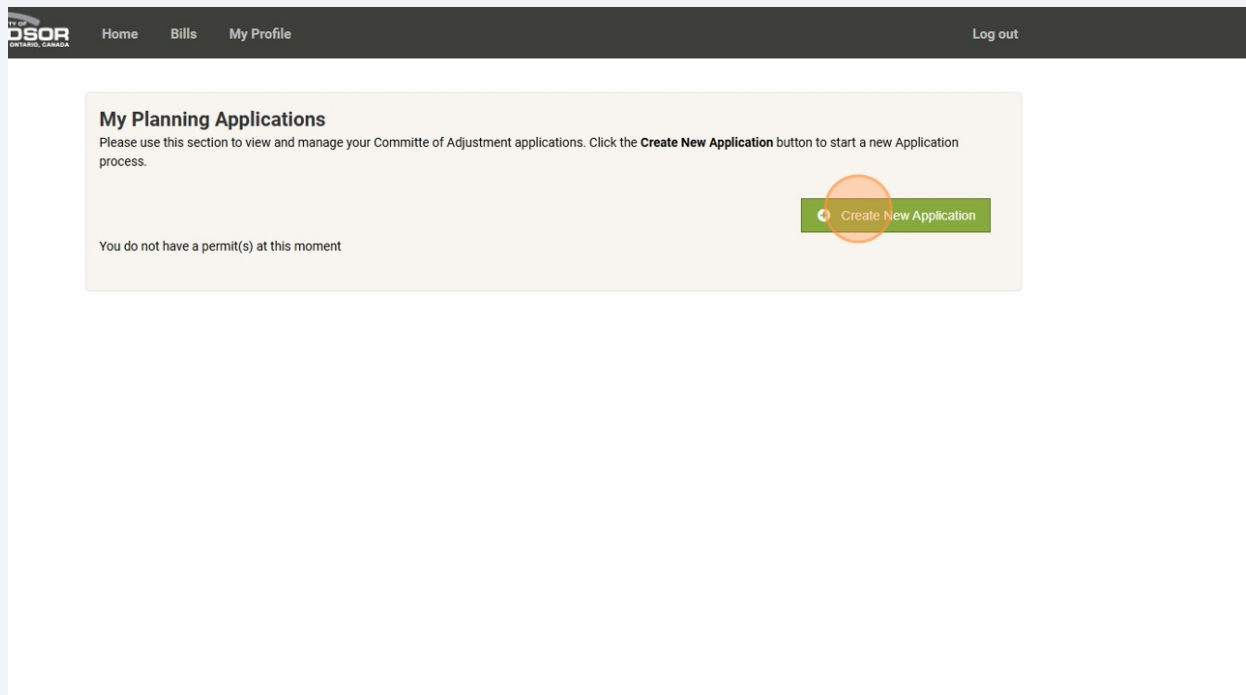 DSOR
ONTARIO, CANADA
Home Bills My Profile Log out
My Planning Applications
Please use this section to view and manage your Committe of Adjustment applications. Click the Create New Application button to start a new Application
process.
Create New Application
You do not have a permit(s) at this moment